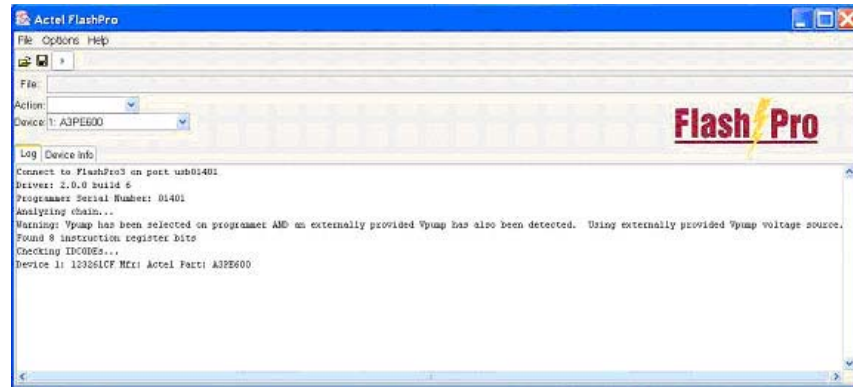 Actel FlashPro
File Options Help
File:
Action:
Device: 1: A3PE600
Flash Pro
Log Device Info
Connect to FlashPro3 on port usb01401
Driver: 2.0.0 build 6
Programmer Serial Number: 01401
Analyzing chain...
Warning: Vpump has been selected on programmer AND an externally provided Vpump has also been detected. Using externally provided Vpump voltage source.
Found 8 instruction register bits
Checking IDCODEs...
Device 1: 123261CF Mfr: Actel Part: A3PE600